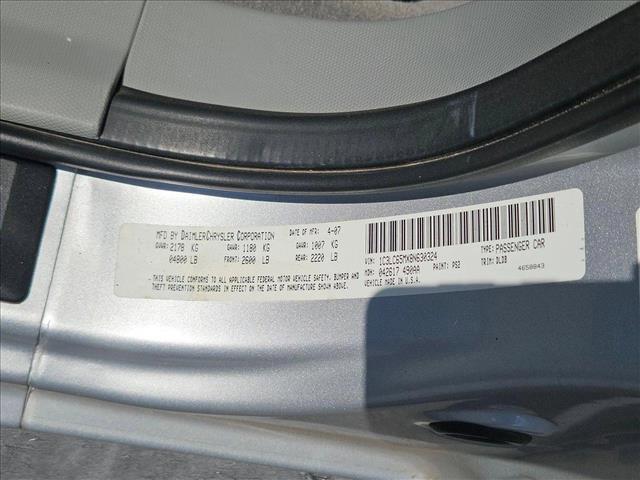 MFD BY DAIMLERCHRYSLER CORPORATION DATE OF MFR: 4-07
GVWR: 2178 KG GAWR: 1180 KG GAWR: 1007 KG
04800 LB FRONT: 2600 LB REAR: 2220 LB
THIS VEHICLE CONFORMS TO ALL APPLICABLE FEDERAL MOTOR VEHICLE SAFETY, BUMPER AND
THEFT PREVENTION STANDARDS IN EFFECT ON THE DATE OF MANUFACTURE SHOWN ABOVE.
VIN: 1C3LC65MX8N630324 TYPE: PASSENGER CAR
MDH: 042617 490AA PAINT: PS2 TRIM: DLDB
VEHICLE MADE IN U.S.A. 4658843